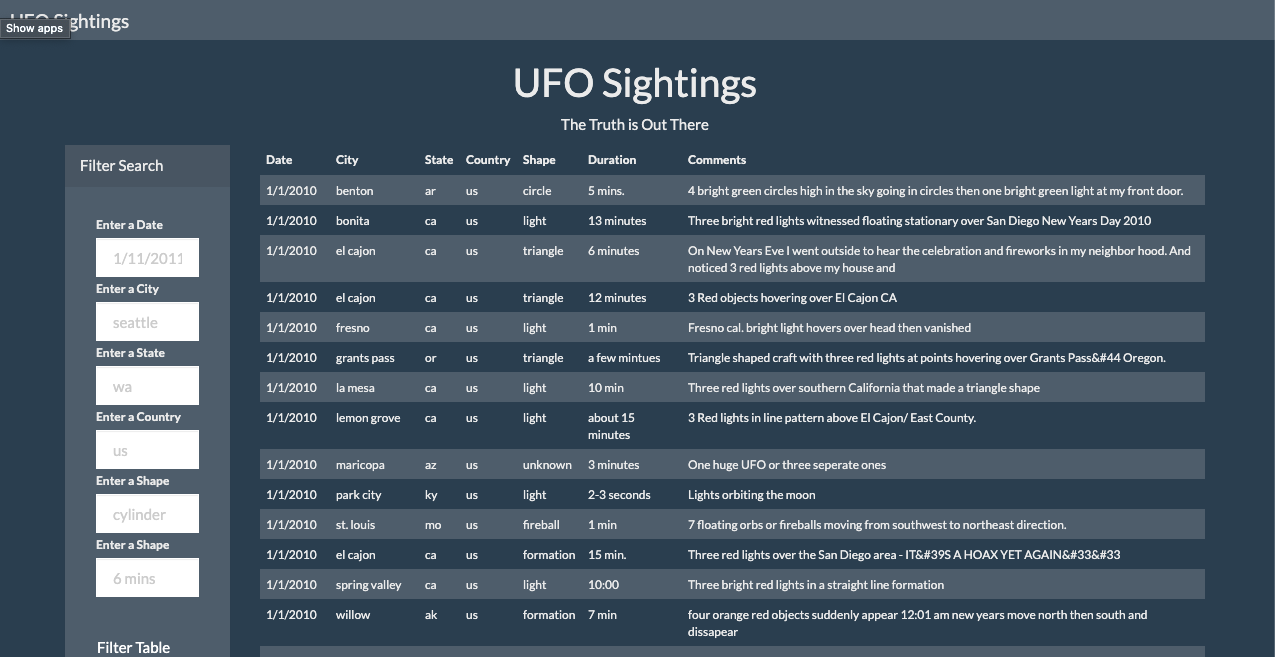 UFO Sightings
Show apps
UFO Sightings
The Truth is Out There
Filter Search
Enter a Date
1/11/2011
Enter a City
seattle
Enter a State
wa
Enter a Country
us
Enter a Shape
cylinder
Enter a Shape
6 mins
Filter Table
Date City State Country Shape Duration Comments
1/1/2010 benton ar us circle 5 mins. 4 bright green circles high in the sky going in circles then one bright green light at my front door.
1/1/2010 bonita ca us light 13 minutes Three bright red lights witnessed floating stationary over San Diego New Years Day 2010
1/1/2010 el cajon ca us triangle 6 minutes On New Years Eve I went outside to hear the celebration and fireworks in my neighbor hood. And
noticed 3 red lights above my house and
1/1/2010 el cajon ca us triangle 12 minutes 3 Red objects hovering over El Cajon CA
1/1/2010 fresno ca us light 1 min Fresno cal. bright light hovers over head then vanished
1/1/2010 grants pass or us triangle a few mintues Triangle shaped craft with three red lights at points hovering over Grants Pass&#44 Oregon.
1/1/2010 la mesa ca us light 10 min Three red lights over southern California that made a triangle shape
1/1/2010 lemon grove ca us light about 15 3 Red lights in line pattern above El Cajon/ East County.
minutes
1/1/2010 maricopa az us unknown 3 minutes One huge UFO or three seperate ones
1/1/2010 park city ky us light 2-3 seconds Lights orbiting the moon
1/1/2010 st. louis mo us fireball 1 min 7 floating orbs or fireballs moving from southwest to northeast direction.
1/1/2010 el cajon ca us formation 15 min. Three red lights over the San Diego area - IT&#39S A HOAX YET AGAIN&#33&#33
1/1/2010 spring valley ca us light 10:00 Three bright red lights in a straight line formation
1/1/2010 willow ak us formation 7 min four orange red objects suddenly appear 12:01 am new years move north then south and
dissapear